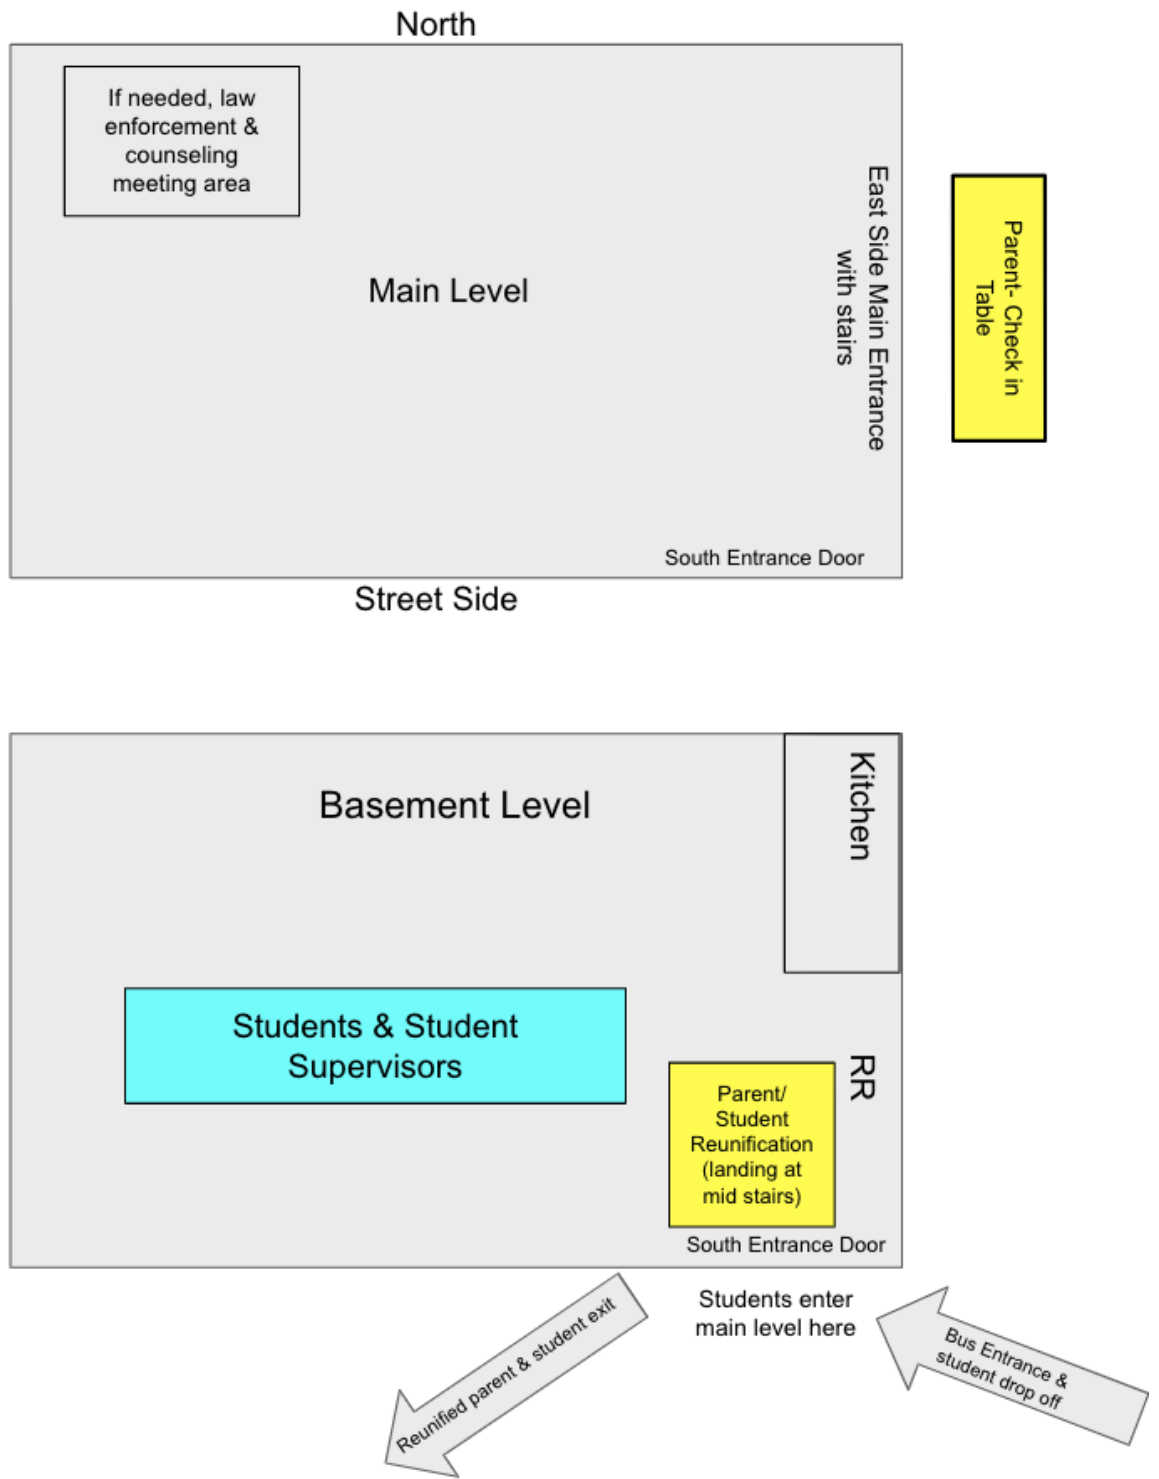 North
If needed, law
enforcement &
counseling
meeting area
Main Level
East Side Main Entrance
with stairs
Parent- Check in
Table
South Entrance Door
Street Side
Basement Level
Kitchen
Students & Student
Supervisors
RR
Parent/
Student
Reunification
(landing at
mid stairs)
South Entrance Door
Students enter
main level here
Reunified parent & student exit
Bus Entrance &
student drop off